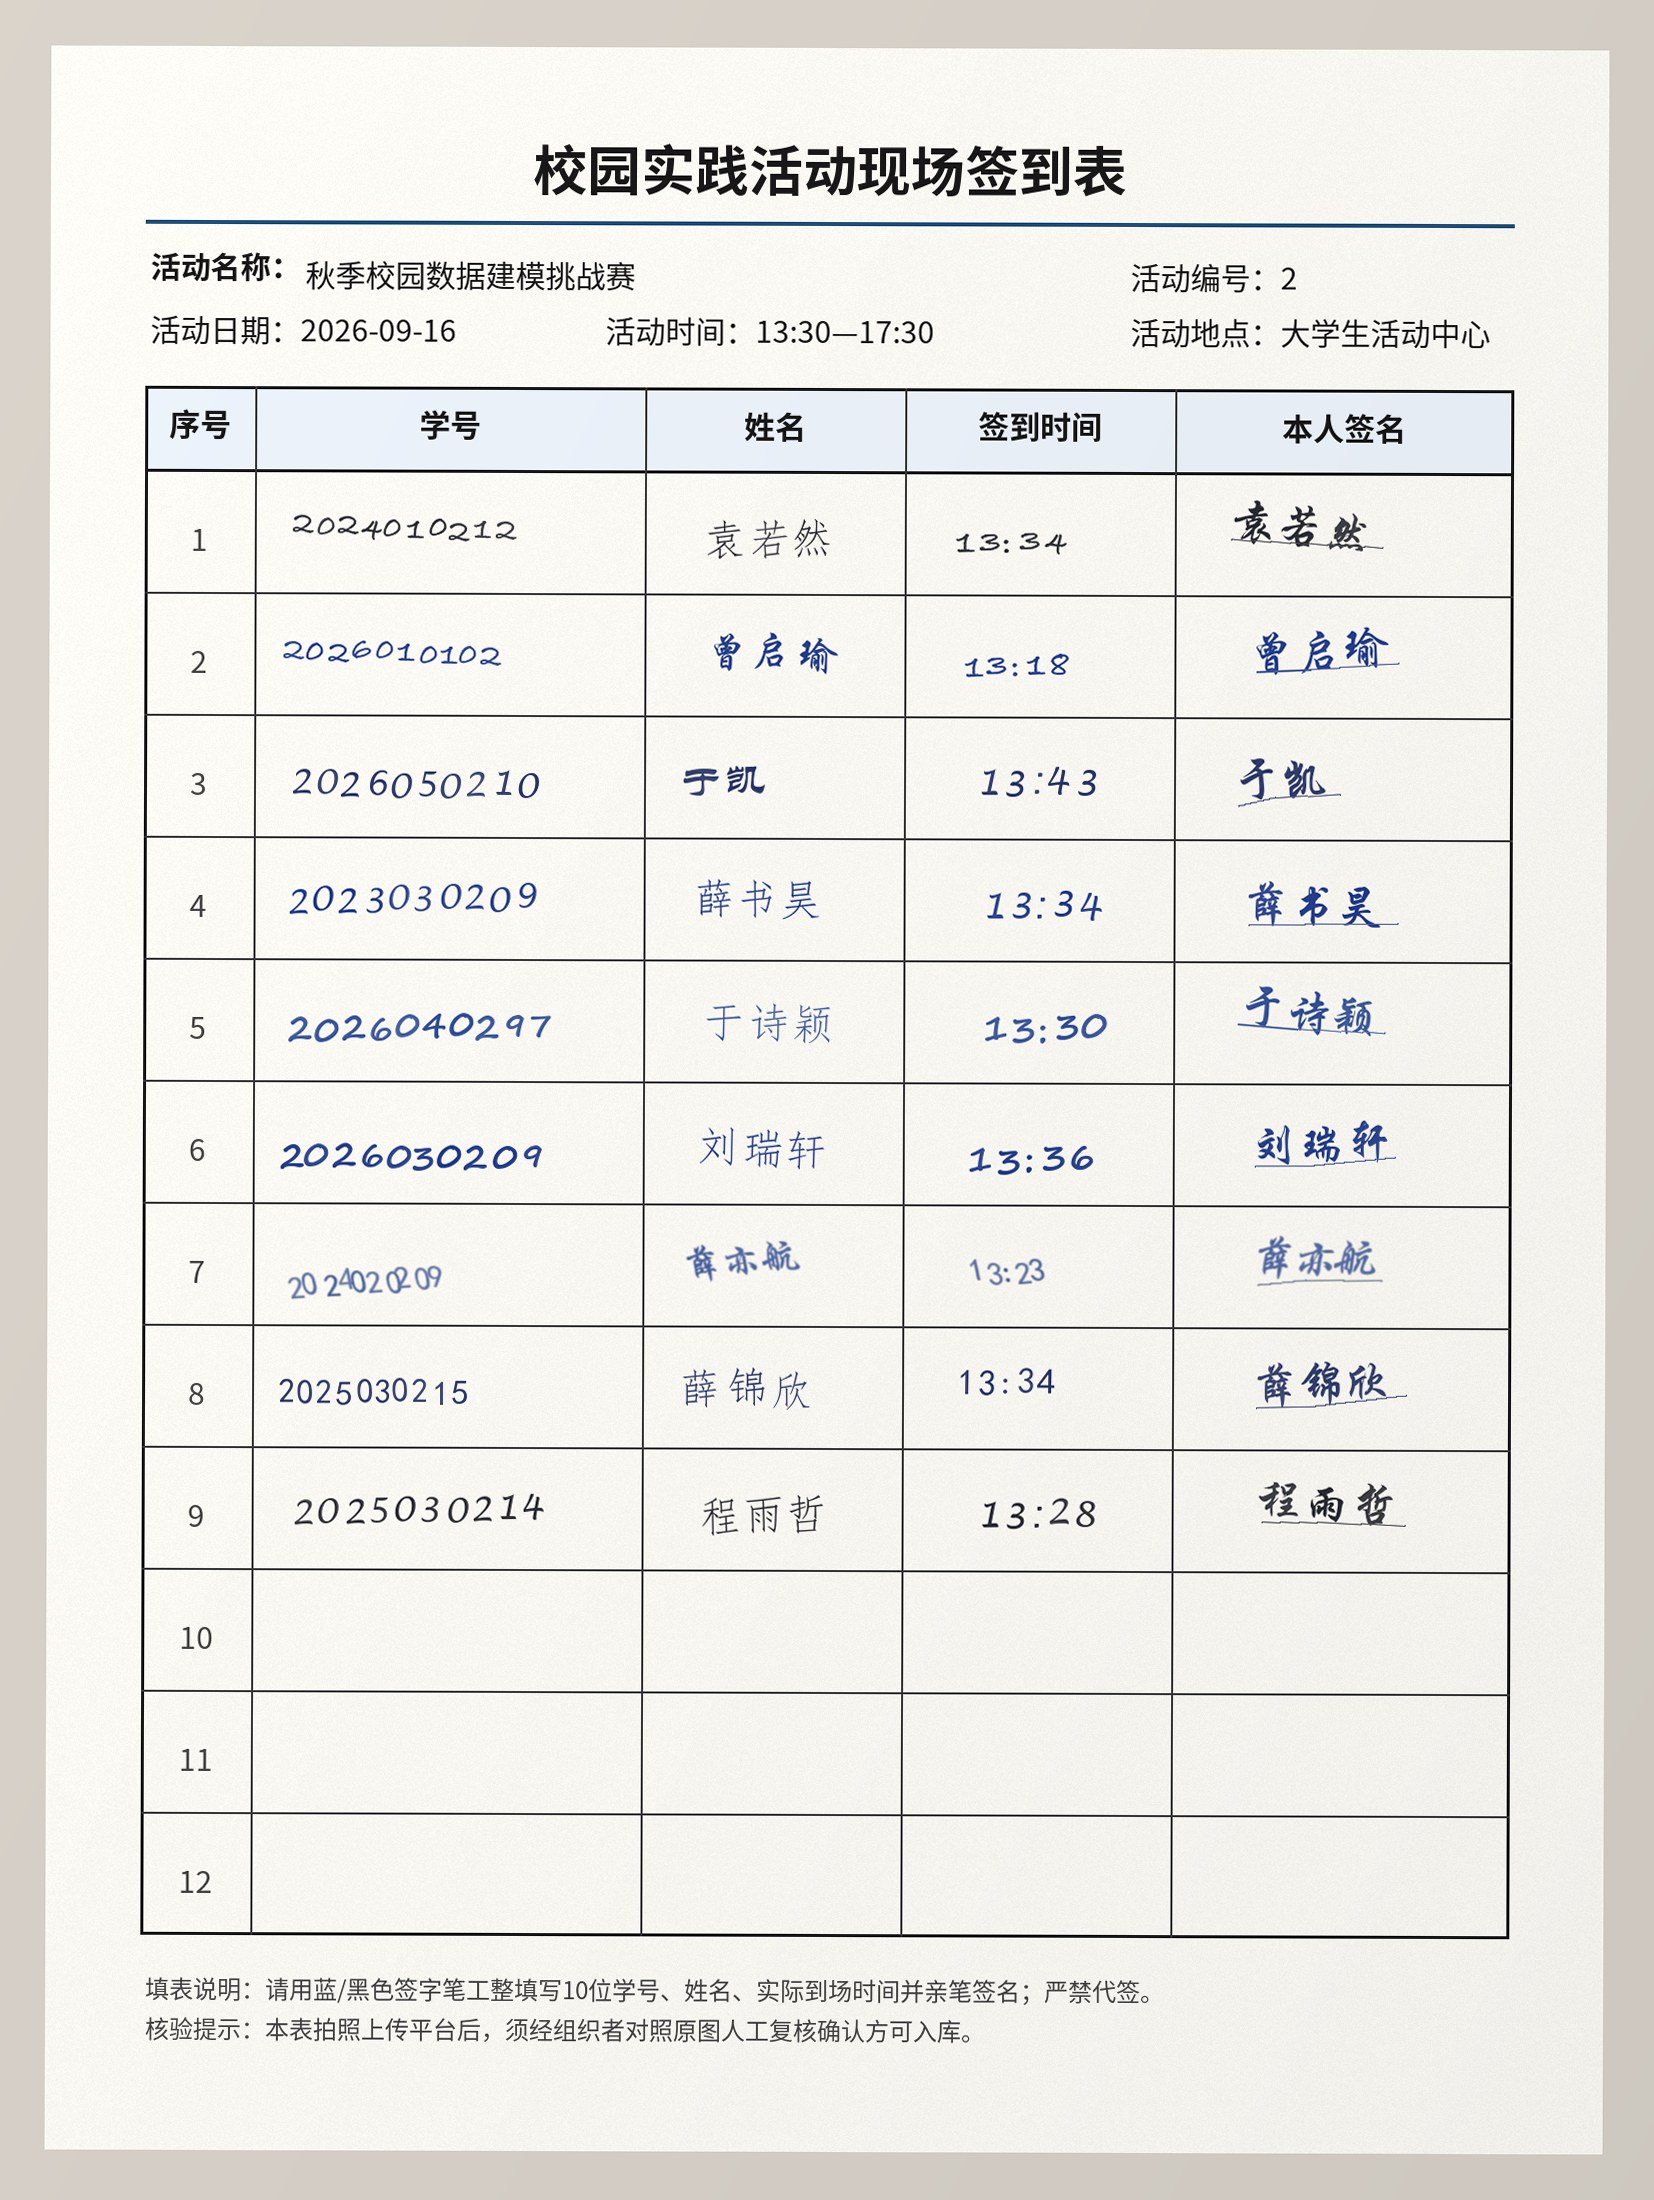 校园实践活动现场签到表
活动名称：秋季校园数据建模挑战赛 活动编号：2
活动日期：2026-09-16 活动时间：13:30—17:30 活动地点：大学生活动中心
序号 学号 姓名 签到时间 本人签名
1 2024010212 袁若然 13:34 袁若然
2 2026010102 曾启瑜 13:18 曾启瑜
3 2026050210 于凯 13:43 于凯
4 2023030209 薛书昊 13:34 薛书昊
5 2026040297 于诗颖 13:30 于诗颖
6 2026030209 刘瑞轩 13:36 刘瑞轩
7 2024020209 薛亦航 13:23 薛亦航
8 2025030215 薛锦欣 13:34 薛锦欣
9 2025030214 程雨哲 13:28 程雨哲
10
11
12
填表说明：请用蓝/黑色签字笔工整填写10位学号、姓名、实际到场时间并亲笔签名；严禁代签。
核验提示：本表拍照上传平台后，须经组织者对照原图人工复核确认方可入库。